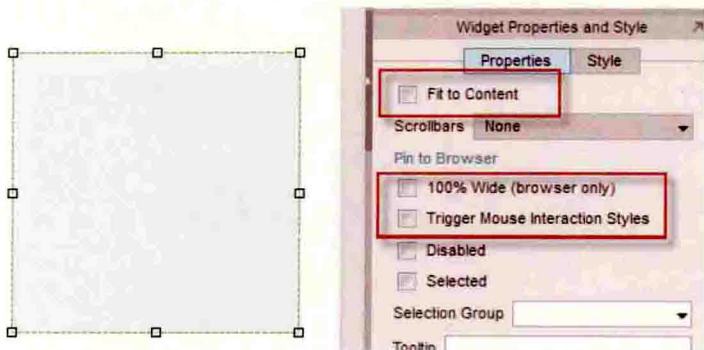 Widget Properties and Style
Properties Style
Fit to Content
Scrollbars None
Pin to Browser
100% Wide (browser only)
Trigger Mouse Interaction Styles
Disabled
Selected
Selection Group
Tooltip